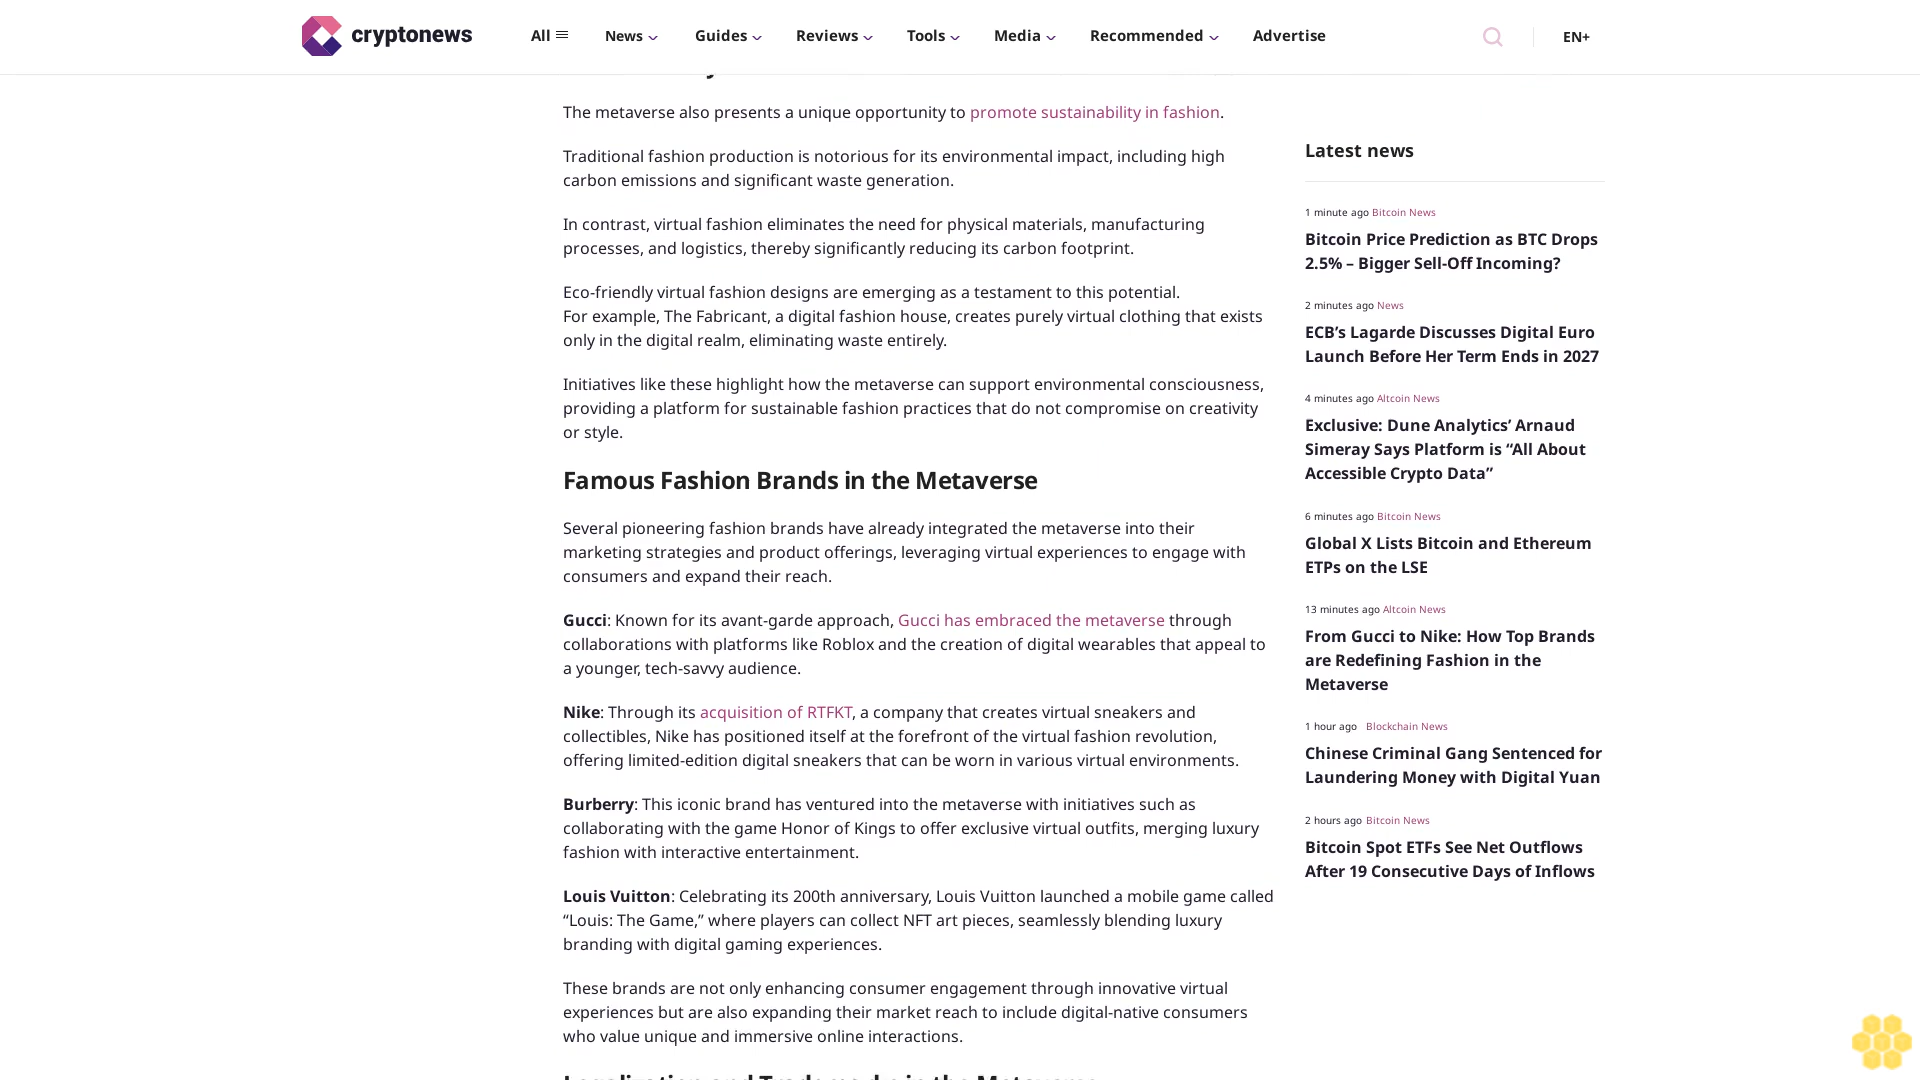 cryptonews
All
News
Guides
Reviews
Tools
Media
Recommended
Advertise
EN+
The metaverse also presents a unique opportunity to promote sustainability in fashion.
Traditional fashion production is notorious for its environmental impact, including high
carbon emissions and significant waste generation.
In contrast, virtual fashion eliminates the need for physical materials, manufacturing
processes, and logistics, thereby significantly reducing its carbon footprint.
Eco-friendly virtual fashion designs are emerging as a testament to this potential.
For example, The Fabricant, a digital fashion house, creates purely virtual clothing that exists
only in the digital realm, eliminating waste entirely.
Initiatives like these highlight how the metaverse can support environmental consciousness,
providing a platform for sustainable fashion practices that do not compromise on creativity
or style.
Famous Fashion Brands in the Metaverse
Several pioneering fashion brands have already integrated the metaverse into their
marketing strategies and product offerings, leveraging virtual experiences to engage with
consumers and expand their reach.
Gucci: Known for its avant-garde approach, Gucci has embraced the metaverse through
collaborations with platforms like Roblox and the creation of digital wearables that appeal to
a younger, tech-savvy audience.
Nike: Through its acquisition of RTFKT, a company that creates virtual sneakers and
collectibles, Nike has positioned itself at the forefront of the virtual fashion revolution,
offering limited-edition digital sneakers that can be worn in various virtual environments.
Burberry: This iconic brand has ventured into the metaverse with initiatives such as
collaborating with the game Honor of Kings to offer exclusive virtual outfits, merging luxury
fashion with interactive entertainment.
Louis Vuitton: Celebrating its 200th anniversary, Louis Vuitton launched a mobile game called
“Louis: The Game,” where players can collect NFT art pieces, seamlessly blending luxury
branding with digital gaming experiences.
These brands are not only enhancing consumer engagement through innovative virtual
experiences but are also expanding their market reach to include digital-native consumers
who value unique and immersive online interactions.
Latest news
1 minute ago Bitcoin News
Bitcoin Price Prediction as BTC Drops
2.5% – Bigger Sell-Off Incoming?
2 minutes ago News
ECB’s Lagarde Discusses Digital Euro
Launch Before Her Term Ends in 2027
4 minutes ago Altcoin News
Exclusive: Dune Analytics’ Arnaud
Simeray Says Platform is “All About
Accessible Crypto Data”
6 minutes ago Bitcoin News
Global X Lists Bitcoin and Ethereum
ETPs on the LSE
13 minutes ago Altcoin News
From Gucci to Nike: How Top Brands
are Redefining Fashion in the
Metaverse
1 hour ago Blockchain News
Chinese Criminal Gang Sentenced for
Laundering Money with Digital Yuan
2 hours ago Bitcoin News
Bitcoin Spot ETFs See Net Outflows
After 19 Consecutive Days of Inflows